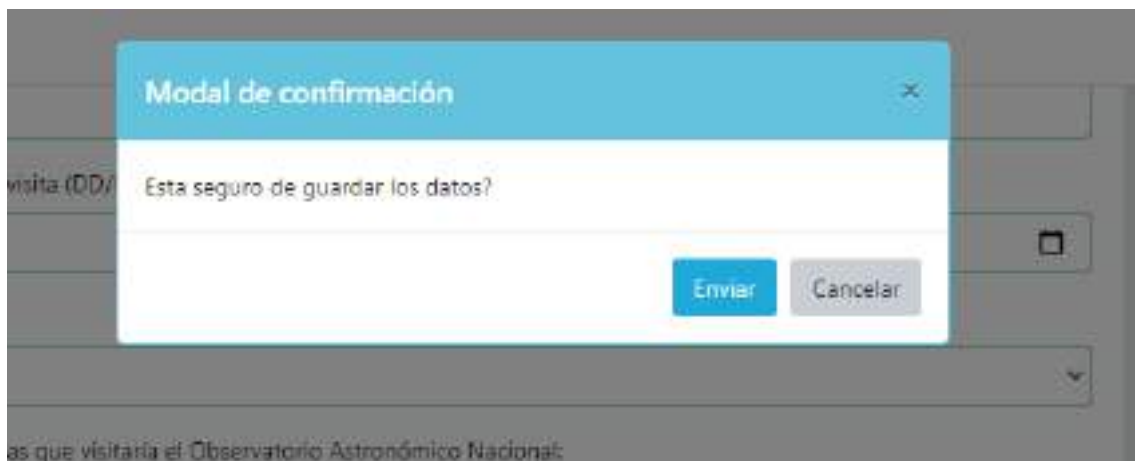 Modal de confirmación
×
visita (DD/
Esta seguro de guardar los datos?
Enviar Cancelar
as que visitaría el Observatorio Astronómico Nacional: